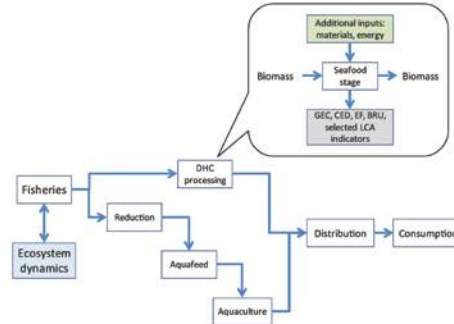 Additional inputs:
materials, energy
Biomass
Seafood
stage
Biomass
GEC, CED, EF, BRU,
selected LCA
indicators
DHC
processing
Fisheries
Reduction
Distribution
Consumption
Ecosystem
dynamics
Aquafeed
Aquaculture